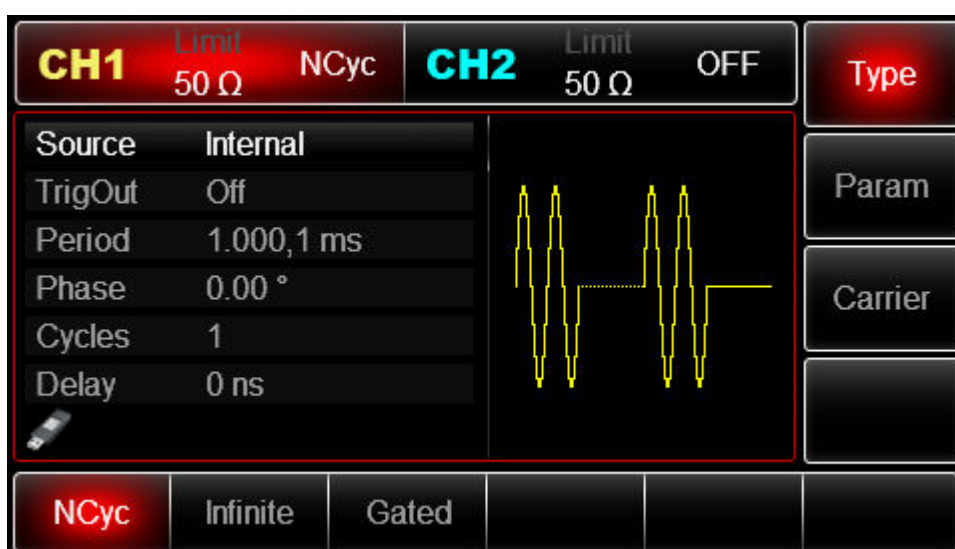 CH1 Limit 50 Ω NCyc CH2 Limit 50 Ω OFF Type
Source Internal
TrigOut Off
Param
Period 1.000,1 ms
Phase 0.00 °
Carrier
Cycles 1
Delay 0 ns
NCyc Infinite Gated